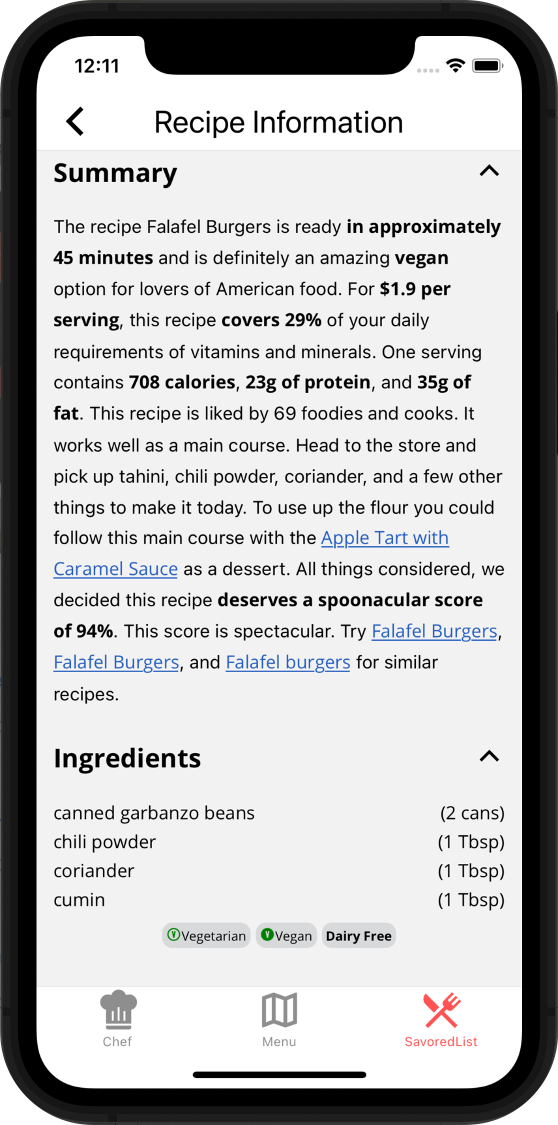 12:11
Recipe Information
Summary
The recipe Falafel Burgers is ready in approximately
45 minutes and is definitely an amazing vegan
option for lovers of American food. For $1.9 per
serving, this recipe covers 29% of your daily
requirements of vitamins and minerals. One serving
contains 708 calories, 23g of protein, and 35g of
fat. This recipe is liked by 69 foodies and cooks. It
works well as a main course. Head to the store and
pick up tahini, chili powder, coriander, and a few other
things to make it today. To use up the flour you could
follow this main course with the Apple Tart with
Caramel Sauce as a dessert. All things considered, we
decided this recipe deserves a spoonacular score
of 94%. This score is spectacular. Try Falafel Burgers,
Falafel Burgers, and Falafel burgers for similar
recipes.
Ingredients
canned garbanzo beans (2 cans)
chili powder (1 Tbsp)
coriander (1 Tbsp)
cumin (1 Tbsp)
Vegetarian Vegan Dairy Free
Chef Menu SavoredList